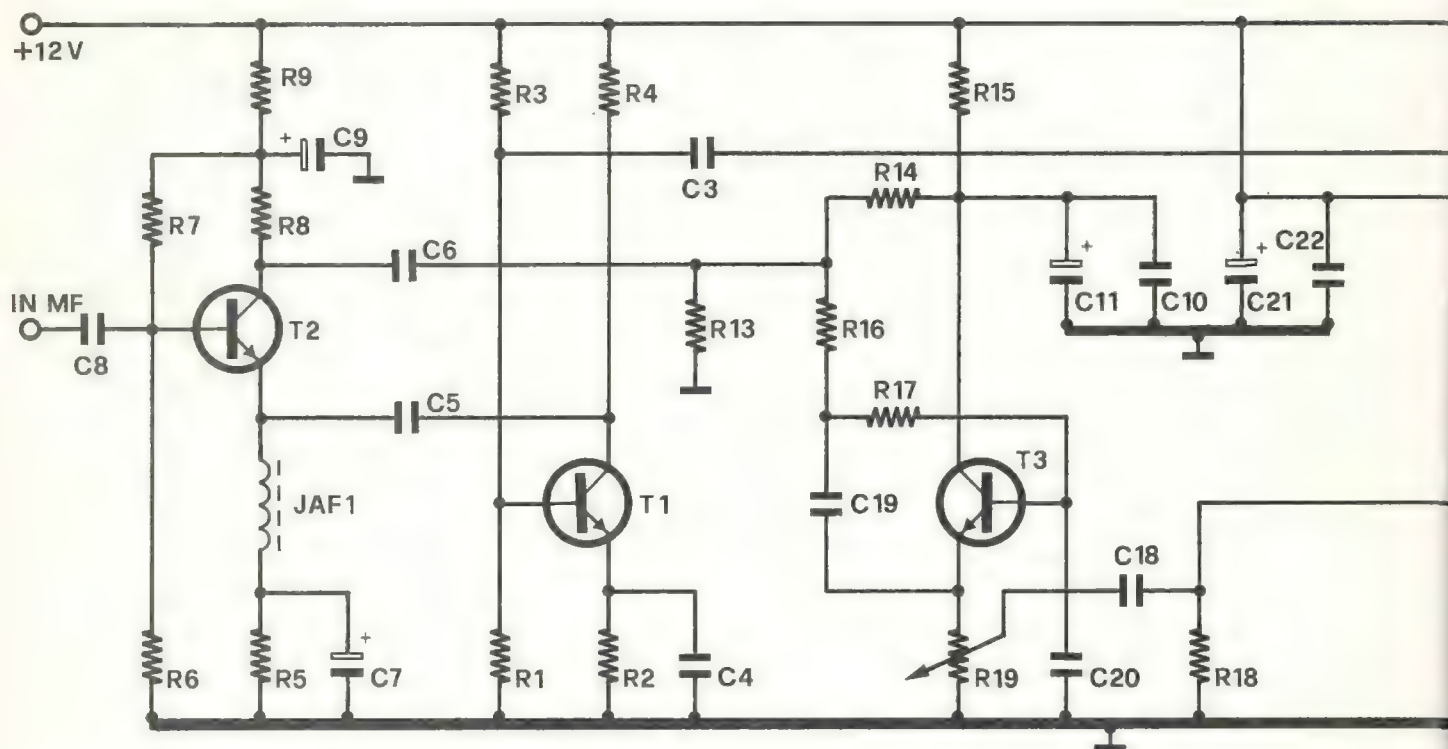 +12V
R9
R3
R4
R15
+
C9
C3
R14
R7
R8
C6
+
C11
C10
+
C21
C22
IN MF
C8
T2
R13
R16
C5
R17
T3
JAF1
T1
C19
C18
R6
R5
+
C7
R1
R2
C4
R19
C20
R18